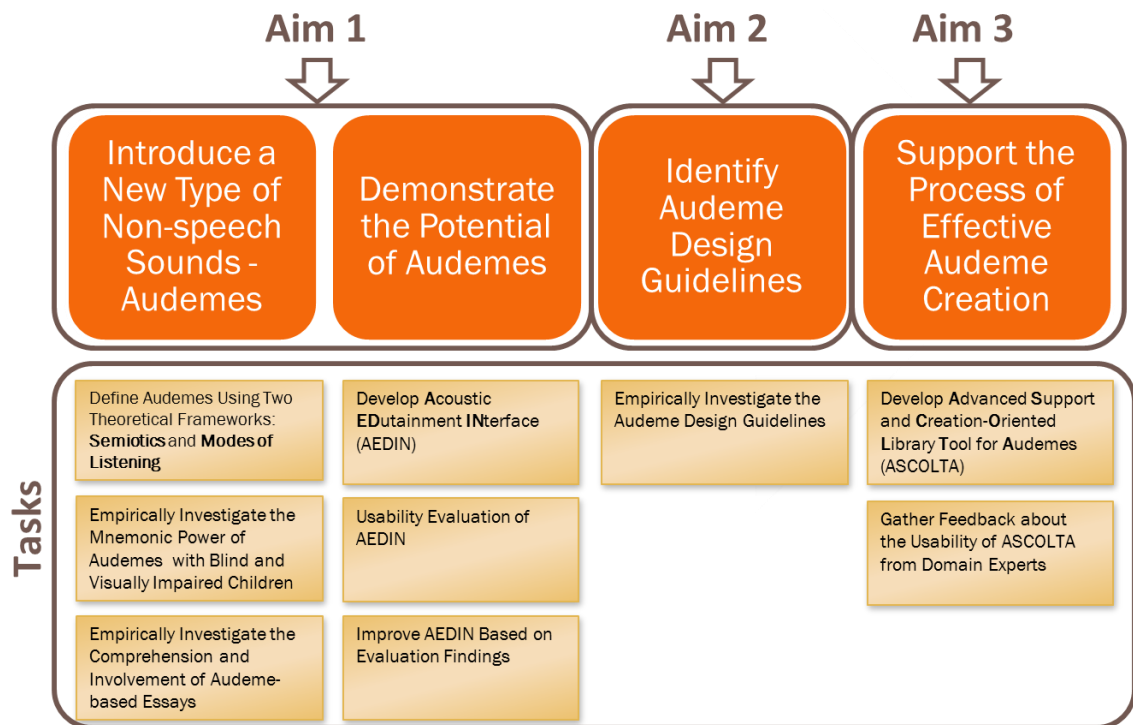 Aim 1
Aim 2
Aim 3
Introduce a
New Type of
Non-speech
Sounds -
Audemes
Demonstrate
the Potential
of Audemes
Identify
Audeme
Design
Guidelines
Support the
Process of
Effective
Audeme
Creation
Tasks
Define Audemes Using Two
Theoretical Frameworks:
Semiotics and Modes of
Listening
Empirically Investigate the
Mnemonic Power of
Audemes with Blind and
Visually Impaired Children
Empirically Investigate the
Comprehension and
Involvement of Audeme-
based Essays
Develop Acoustic
EDutainment INterface
(AEDIN)
Usability Evaluation of
AEDIN
Improve AEDIN Based on
Evaluation Findings
Empirically Investigate the
Audeme Design Guidelines
Develop Advanced Support
and Creation-Oriented
Library Tool for Audemes
(ASCOLTA)
Gather Feedback about
the Usability of ASCOLTA
from Domain Experts